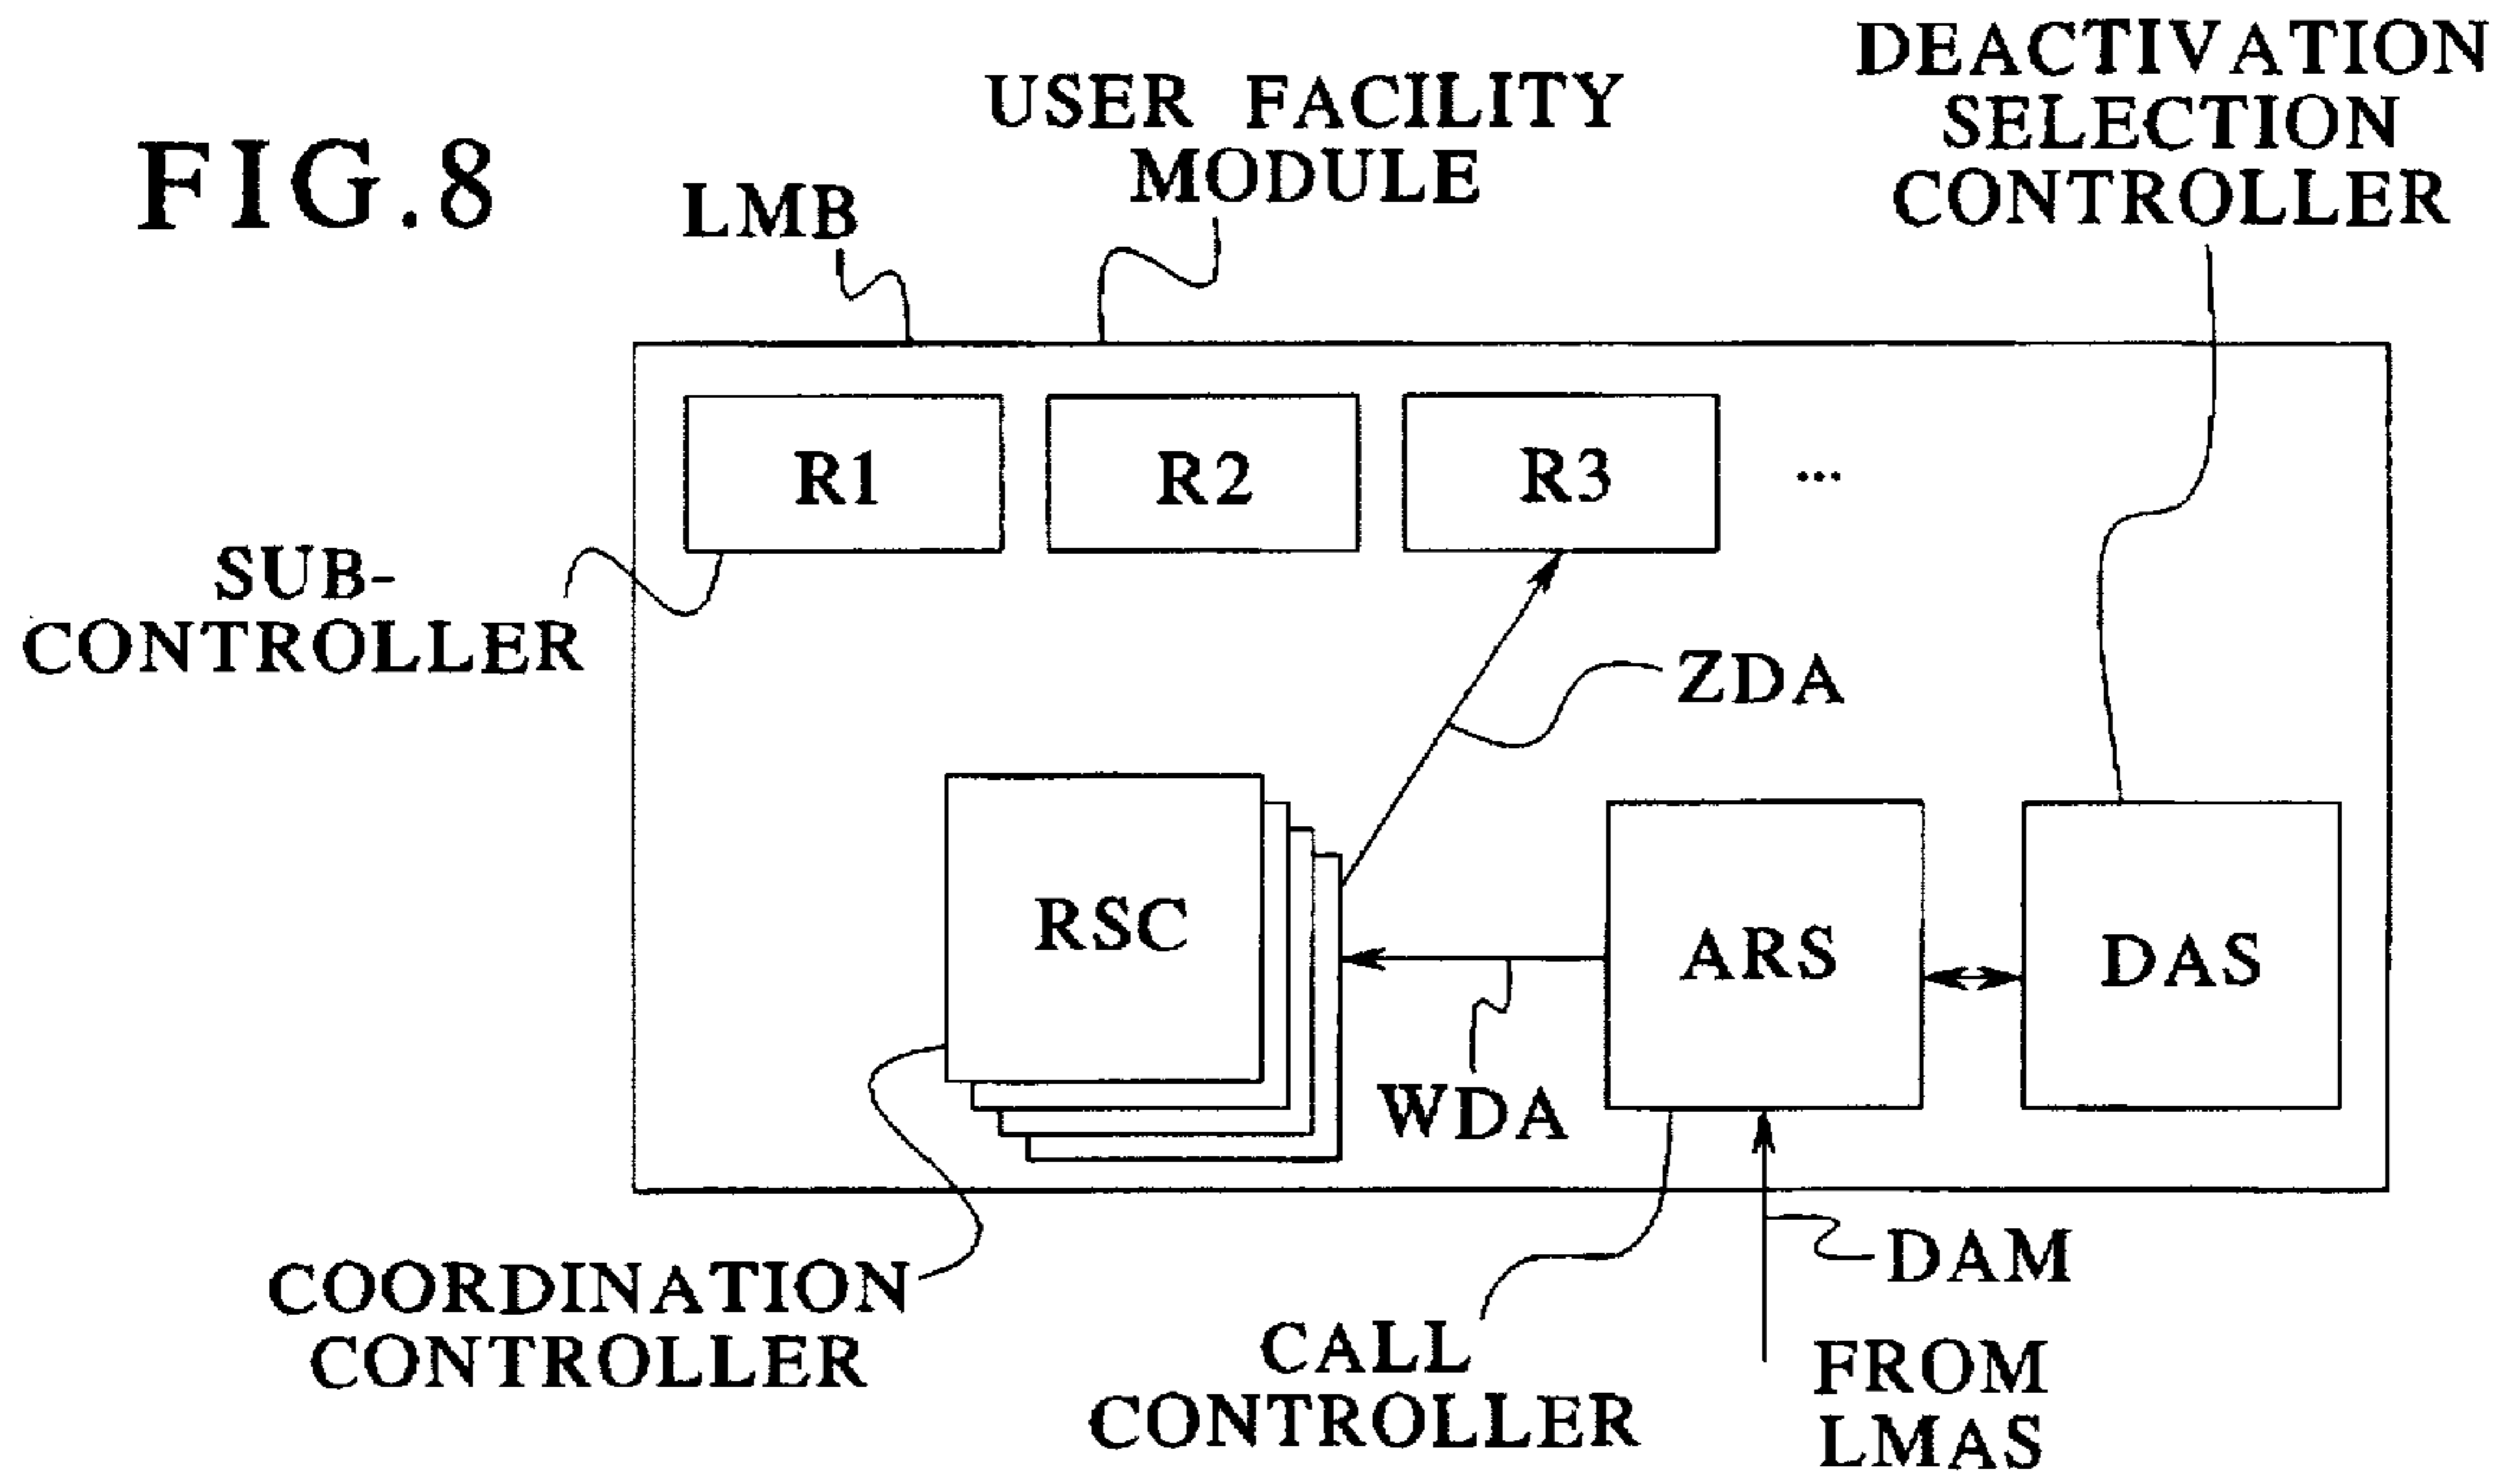 FIG.8
LMB
USER FACILITY
MODULE
DEACTIVATION
SELECTION
CONTROLLER
R1
R2
R3
...
SUB-
CONTROLLER
ZDA
RSC
ARS
DAS
WDA
COORDINATION
CONTROLLER
CALL
CONTROLLER
DAM
FROM
LMAS